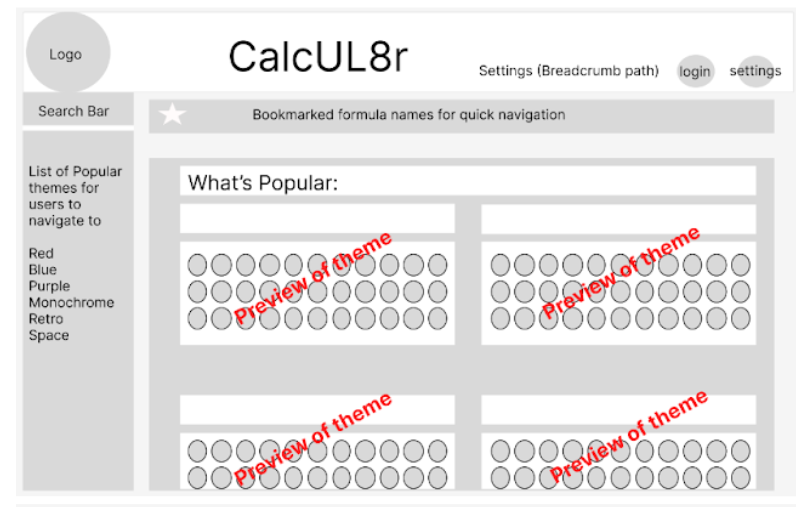 Logo
CalcUL8r
Settings (Breadcrumb path)
login
settings
Search Bar
Bookmarked formula names for quick navigation
List of Popular
themes for
users to
navigate to
Red
Blue
Purple
Monochrome
Retro
Space
What's Popular:
Preview of theme
Preview of theme
Preview of theme
Preview of theme